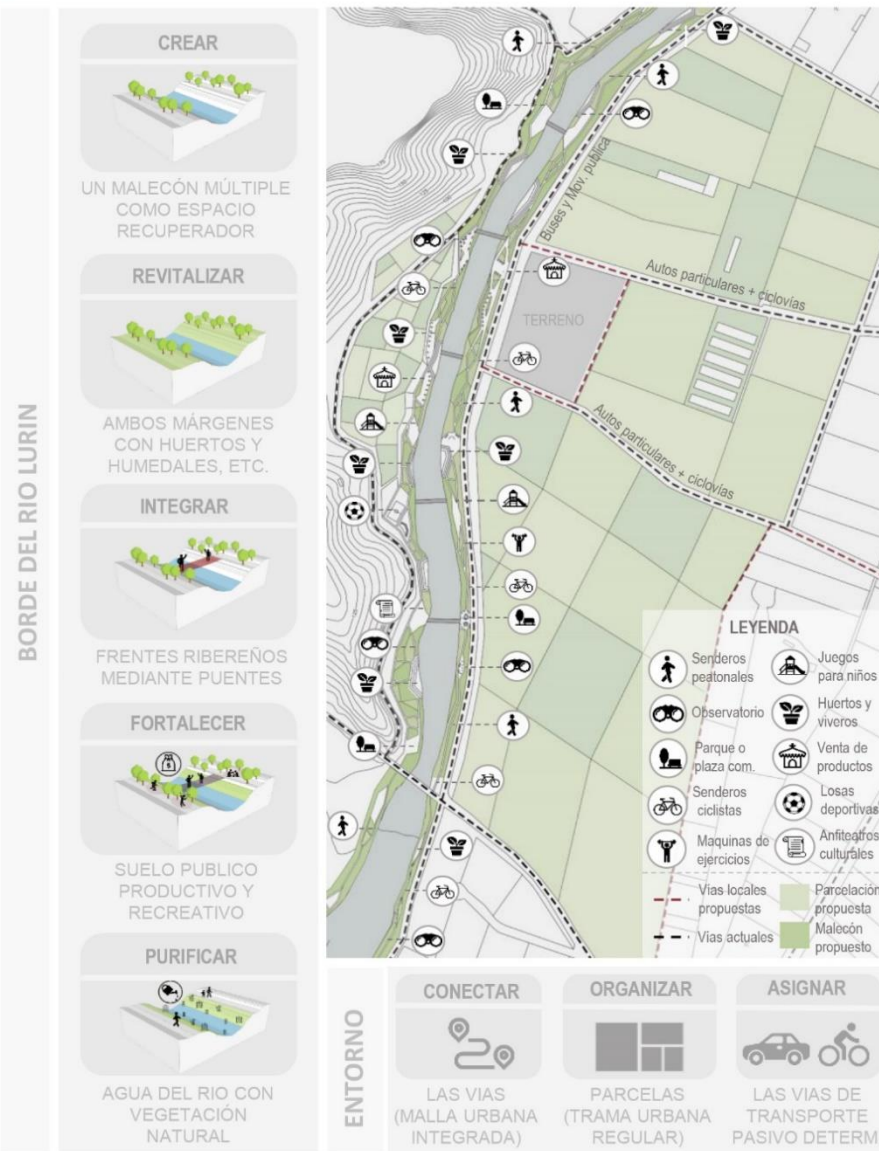 BORDE DEL RIO LURIN
CREAR
UN MALECÓN MÚLTIPLE
COMO ESPACIO
RECUPERADOR
REVITALIZAR
AMBOS MÁRGENES
CON HUERTOS Y
HUMEDALES, ETC.
INTEGRAR
FRENTES RIBEREÑOS
MEDIANTE PUENTES
FORTALECER
SUELO PUBLICO
PRODUCTIVO Y
RECREATIVO
PURIFICAR
AGUA DEL RIO CON
VEGETACIÓN
NATURAL
Buses y Mov. publica
Autos particulares + ciclovías
TERRENO
Autos particulares + ciclovías
LEYENDA
Senderos
peatonales
Juegos
para niños
Observatorio
Huertos y
viveros
Parque o
plaza com.
Venta de
productos
Senderos
ciclistas
Losas
deportivas
Maquinas de
ejercicios
Anfiteatros
culturales
Vias locales
propuestas
Parcelación
propuesta
Vias actuales
Malecón
propuesto
ENTORNO
CONECTAR
LAS VIAS
(MALLA URBANA
INTEGRADA)
ORGANIZAR
PARCELAS
(TRAMA URBANA
REGULAR)
ASIGNAR
LAS VIAS DE
TRANSPORTE
PASIVO DETERM